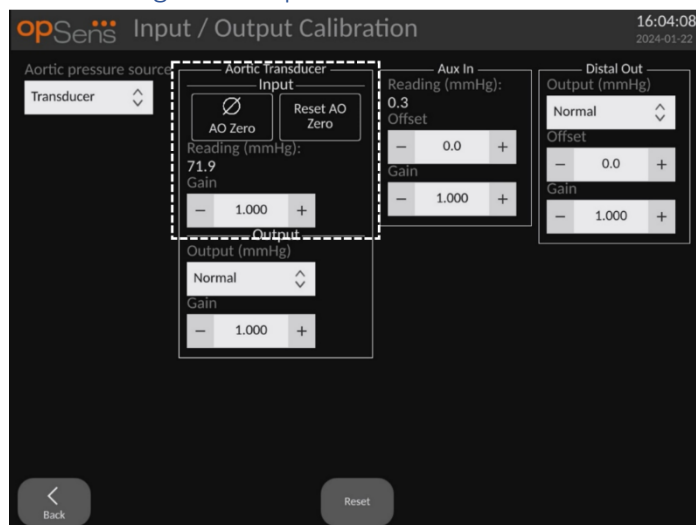 opSens Input / Output Calibration
16:04:08
2024-01-22
Aortic pressure source
Transducer
Aortic Transducer
Input
AO Zero
Reset AO
Zero
Reading (mmHg):
71.9
Gain
– 1.000 +
Output
Output (mmHg)
Normal
Gain
– 1.000 +
Aux In
Reading (mmHg):
0.3
Offset
– 0.0 +
Gain
– 1.000 +
Distal Out
Output (mmHg)
Normal
Offset
– 0.0 +
Gain
– 1.000 +
Back
Reset